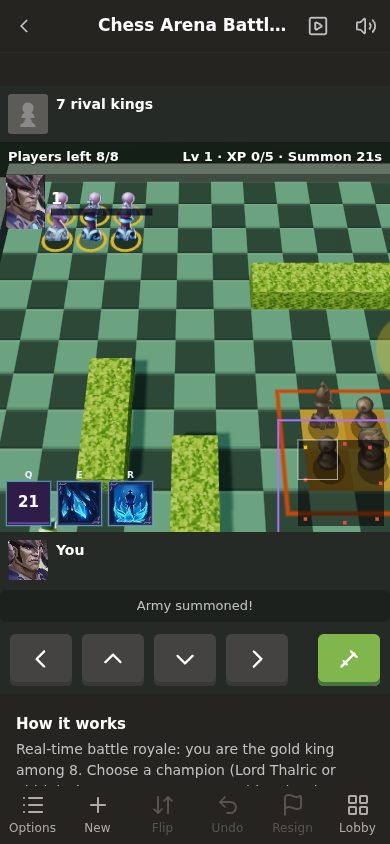 Chess Arena Battl...
7 rival kings
Players left 8/8
Lv 1 · XP 0/5 · Summon 21s
1
Q
E
R
21
You
Army summoned!
How it works
Real-time battle royale: you are the gold king
among 8. Choose a champion (Lord Thalric or
Options
New
Flip
Undo
Resign
Lobby